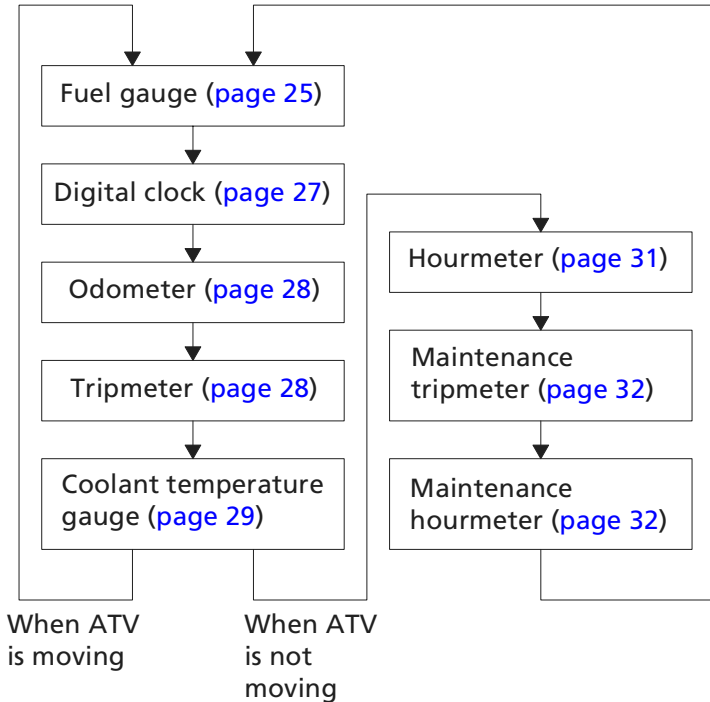 Fuel gauge (page 25)
Digital clock (page 27)
Odometer (page 28)
Tripmeter (page 28)
Coolant temperature
gauge (page 29)
When ATV
is moving
When ATV
is not
moving
Hourmeter (page 31)
Maintenance
tripmeter (page 32)
Maintenance
hourmeter (page 32)